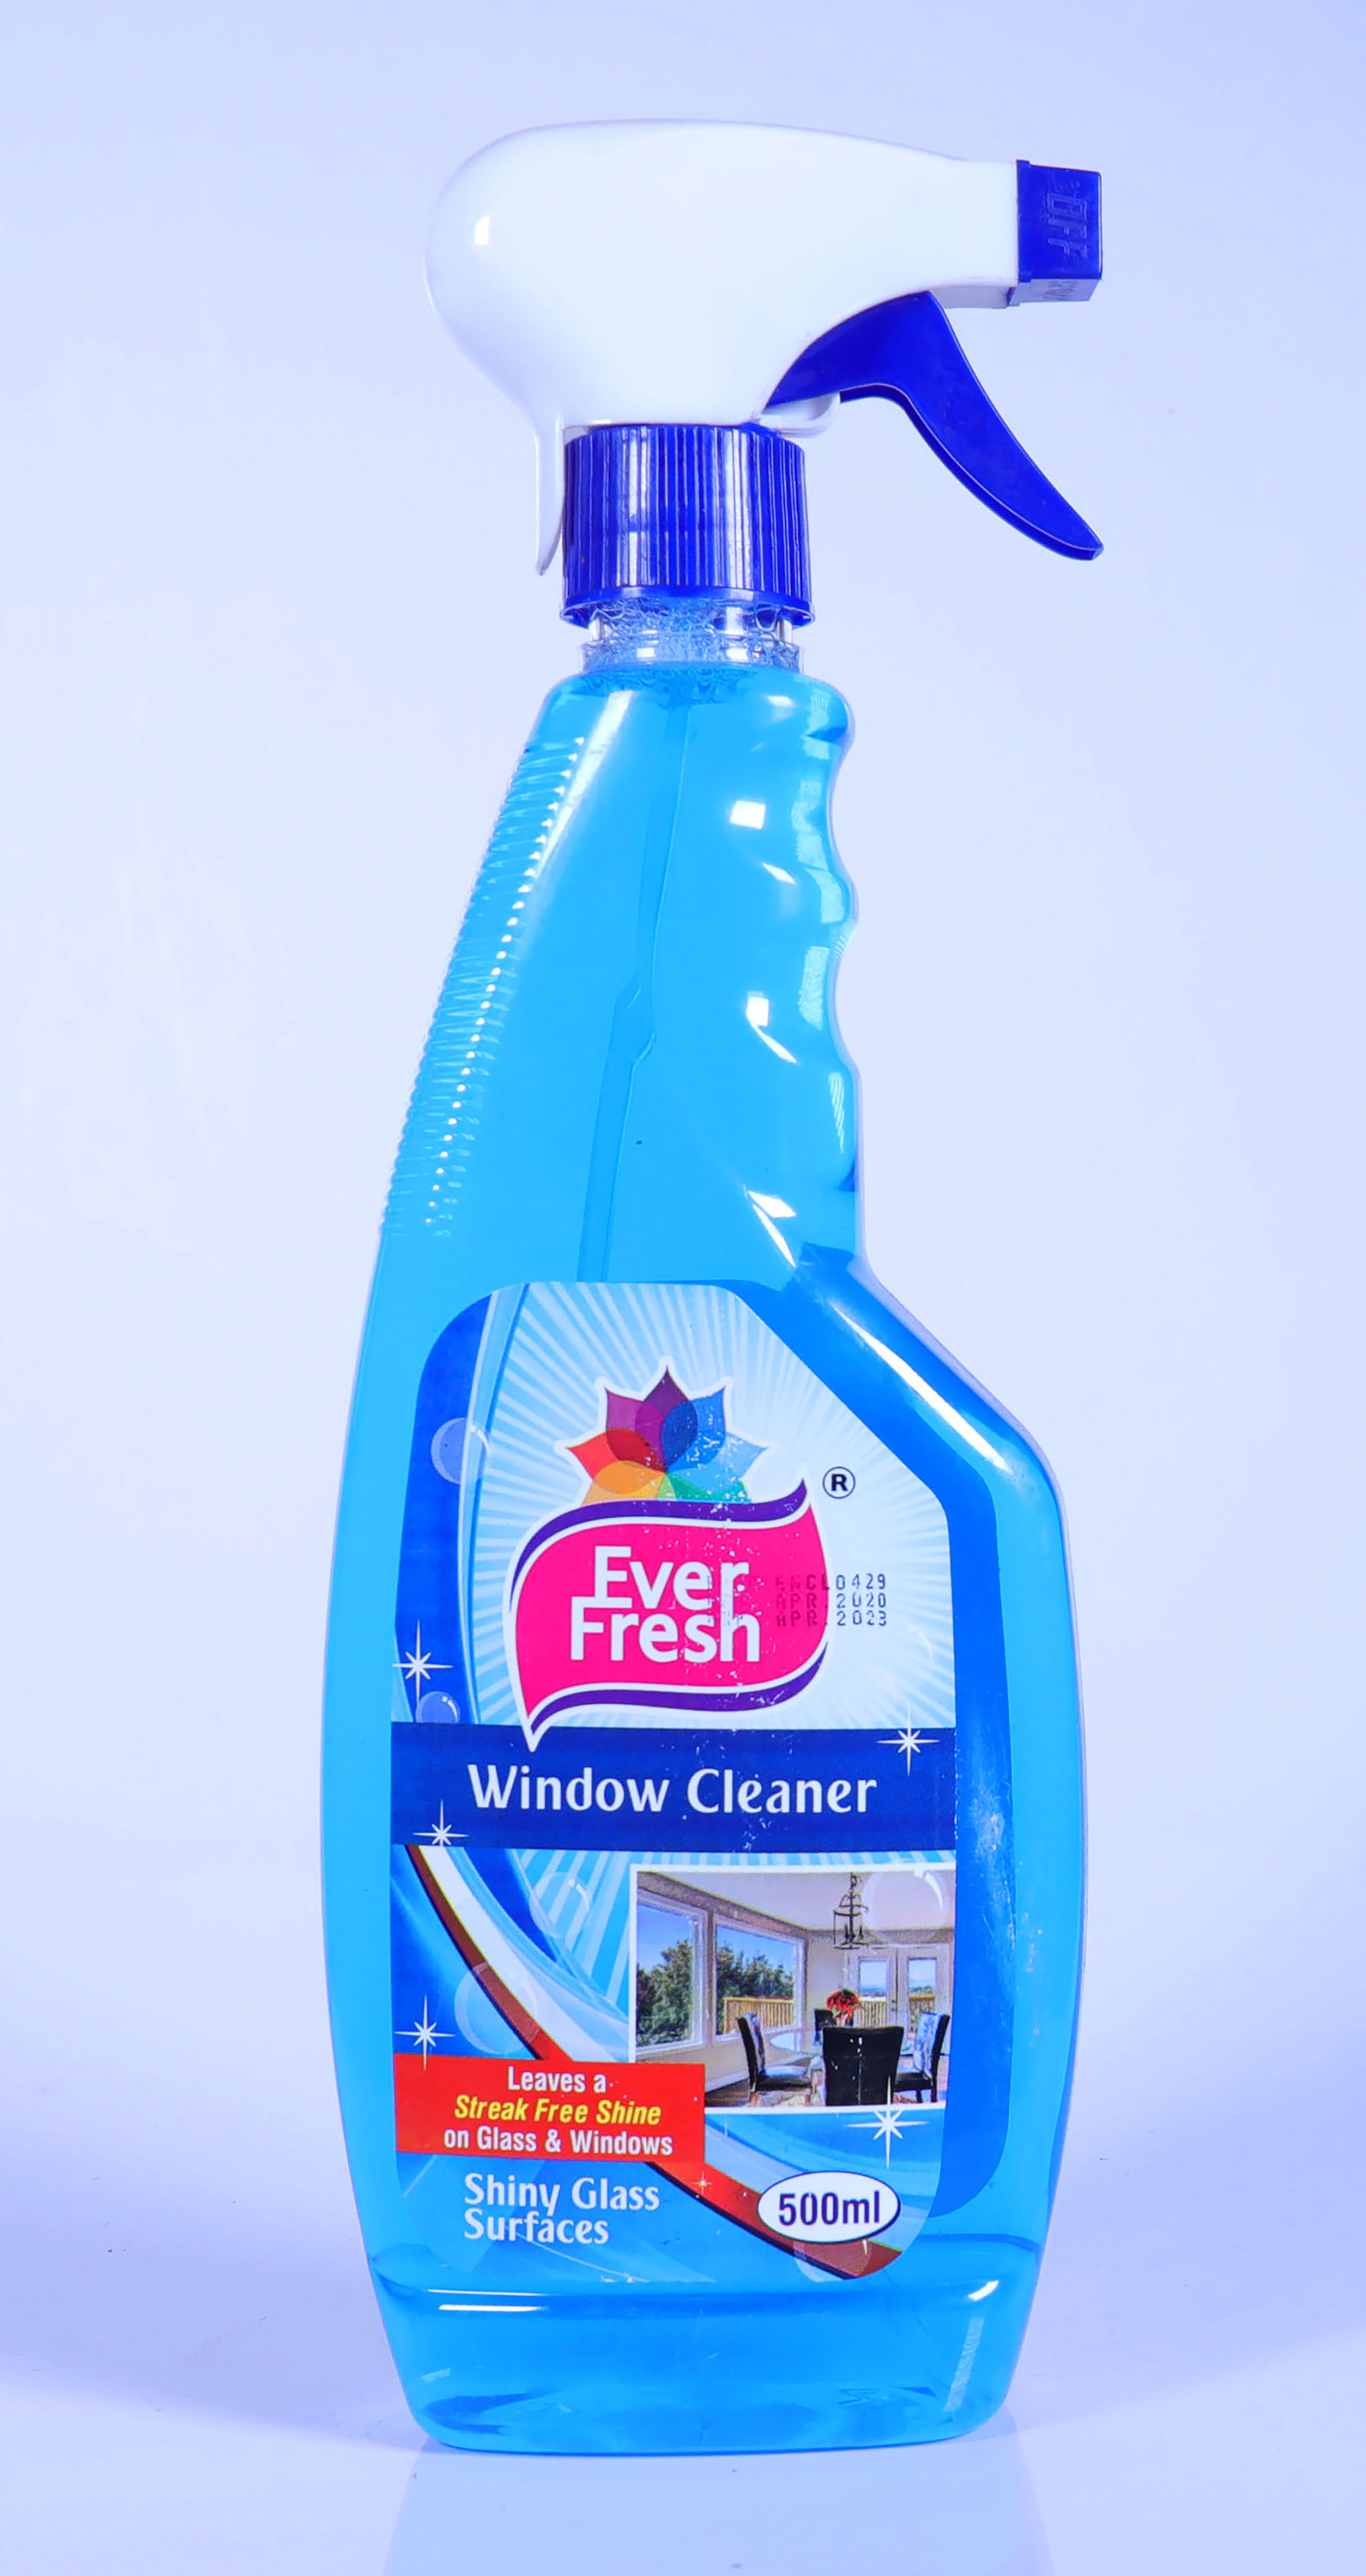 OFF
®
Ever
Fresh
0429
APR. 2020
APR. 2023
Window Cleaner
Leaves a
Streak Free Shine
on Glass & Windows
Shiny Glass
Surfaces
500ml